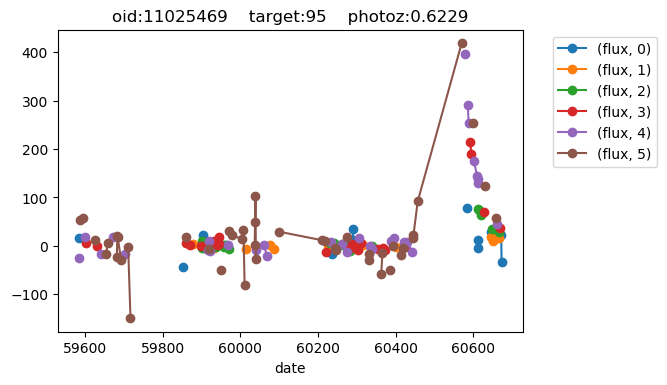 oid:11025469    target:95    photoz:0.6229
400
300
200
100
0
−100
59600 59800 60000 60200 60400 60600
date
(flux, 0)
(flux, 1)
(flux, 2)
(flux, 3)
(flux, 4)
(flux, 5)